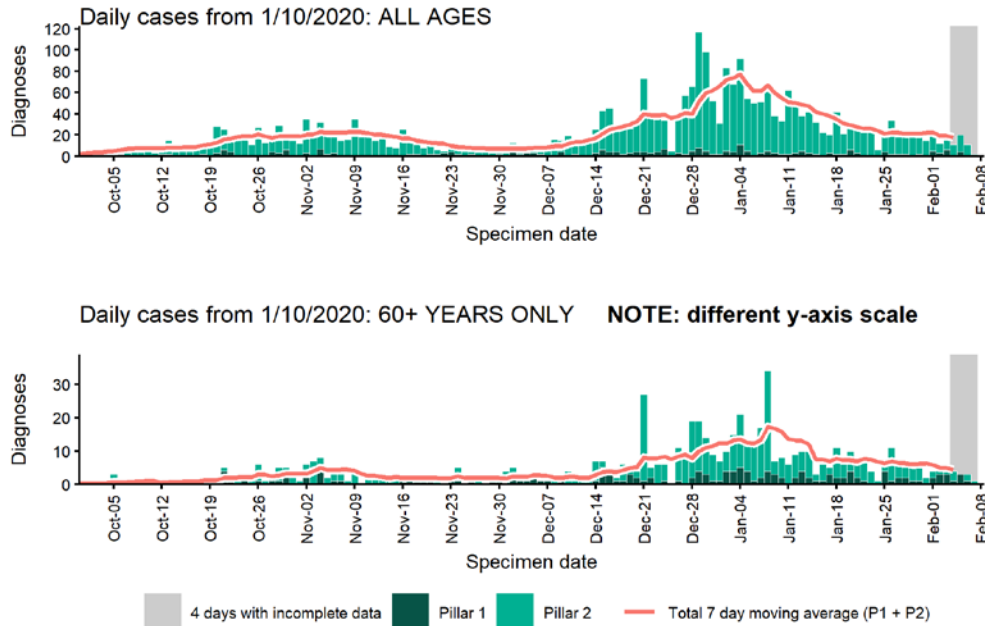 Daily cases from 1/10/2020: ALL AGES
120
100
80
60
40
20
0
Diagnoses
Oct-05 Oct-12 Oct-19 Oct-26 Nov-02 Nov-09 Nov-16 Nov-23 Nov-30 Dec-07 Dec-14 Dec-21 Dec-28 Jan-04 Jan-11 Jan-18 Jan-25 Feb-01 Feb-08
Specimen date
Daily cases from 1/10/2020: 60+ YEARS ONLY NOTE: different y-axis scale
30
20
10
0
Diagnoses
Oct-05 Oct-12 Oct-19 Oct-26 Nov-02 Nov-09 Nov-16 Nov-23 Nov-30 Dec-07 Dec-14 Dec-21 Dec-28 Jan-04 Jan-11 Jan-18 Jan-25 Feb-01 Feb-08
Specimen date
4 days with incomplete data Pillar 1 Pillar 2 Total 7 day moving average (P1 + P2)